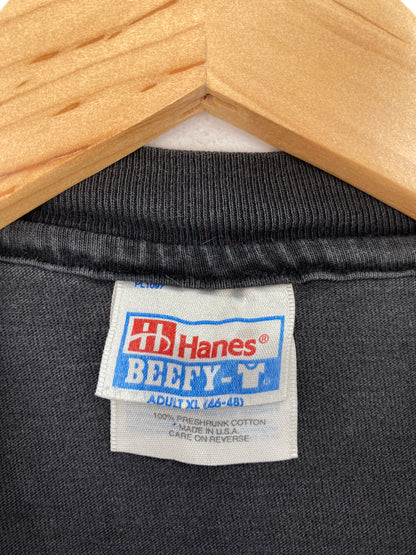 Hanes®
BEEFY-T®
ADULT XL (46-48)
100% PRESHRUNK COTTON
MADE IN U.S.A.
CARE ON REVERSE